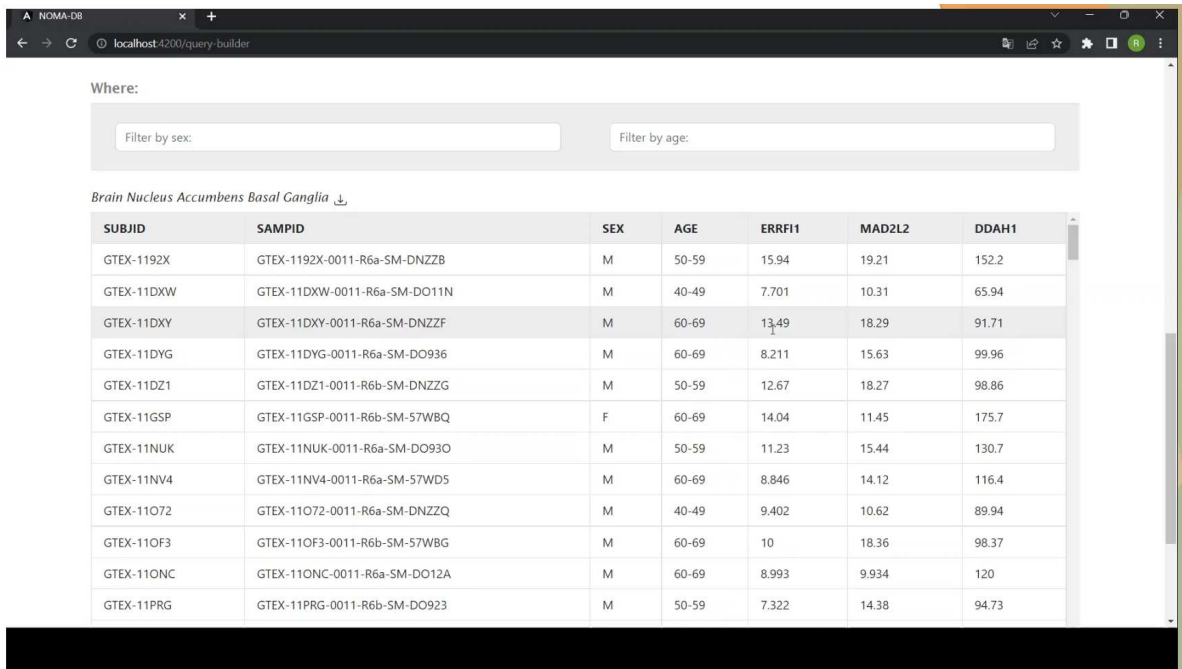 A NOMA-DB
localhost:4200/query-builder
R
Where:
Filter by sex: Filter by age:
Brain Nucleus Accumbens Basal Ganglia
SUBJID SAMPID SEX AGE ERRFI1 MAD2L2 DDAH1
GTEX-1192X GTEX-1192X-0011-R6a-SM-DNZZB M 50-59 15.94 19.21 152.2
GTEX-11DXW GTEX-11DXW-0011-R6a-SM-DO11N M 40-49 7.701 10.31 65.94
GTEX-11DXY GTEX-11DXY-0011-R6a-SM-DNZZF M 60-69 13.49 18.29 91.71
GTEX-11DYG GTEX-11DYG-0011-R6a-SM-DO936 M 60-69 8.211 15.63 99.96
GTEX-11DZ1 GTEX-11DZ1-0011-R6b-SM-DNZZG M 50-59 12.67 18.27 98.86
GTEX-11GSP GTEX-11GSP-0011-R6b-SM-57WBQ F 60-69 14.04 11.45 175.7
GTEX-11NUK GTEX-11NUK-0011-R6a-SM-DO93O M 50-59 11.23 15.44 130.7
GTEX-11NV4 GTEX-11NV4-0011-R6a-SM-57WD5 M 60-69 8.846 14.12 116.4
GTEX-11O72 GTEX-11O72-0011-R6a-SM-DNZZQ M 40-49 9.402 10.62 89.94
GTEX-11OF3 GTEX-11OF3-0011-R6b-SM-57WBG M 60-69 10 18.36 98.37
GTEX-11ONC GTEX-11ONC-0011-R6a-SM-DO12A M 60-69 8.993 9.934 120
GTEX-11PRG GTEX-11PRG-0011-R6b-SM-DO923 M 50-59 7.322 14.38 94.73